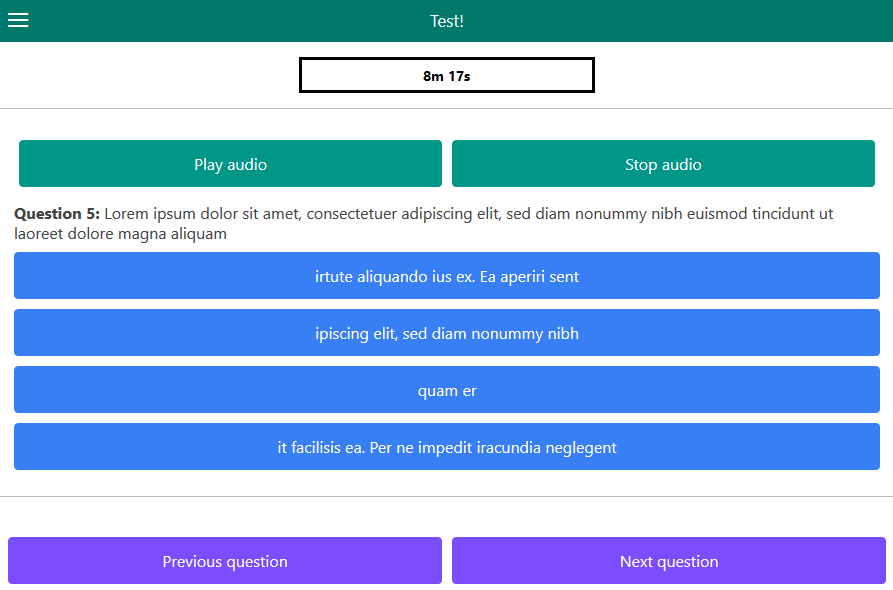 Test!
8m 17s
Play audio
Stop audio
Question 5: Lorem ipsum dolor sit amet, consectetuer adipiscing elit, sed diam nonummy nibh euismod tincidunt ut
laoreet dolore magna aliquam
irtute aliquando ius ex. Ea aperiri sent
ipiscing elit, sed diam nonummy nibh
quam er
it facilisis ea. Per ne impedit iracundia neglegent
Previous question
Next question